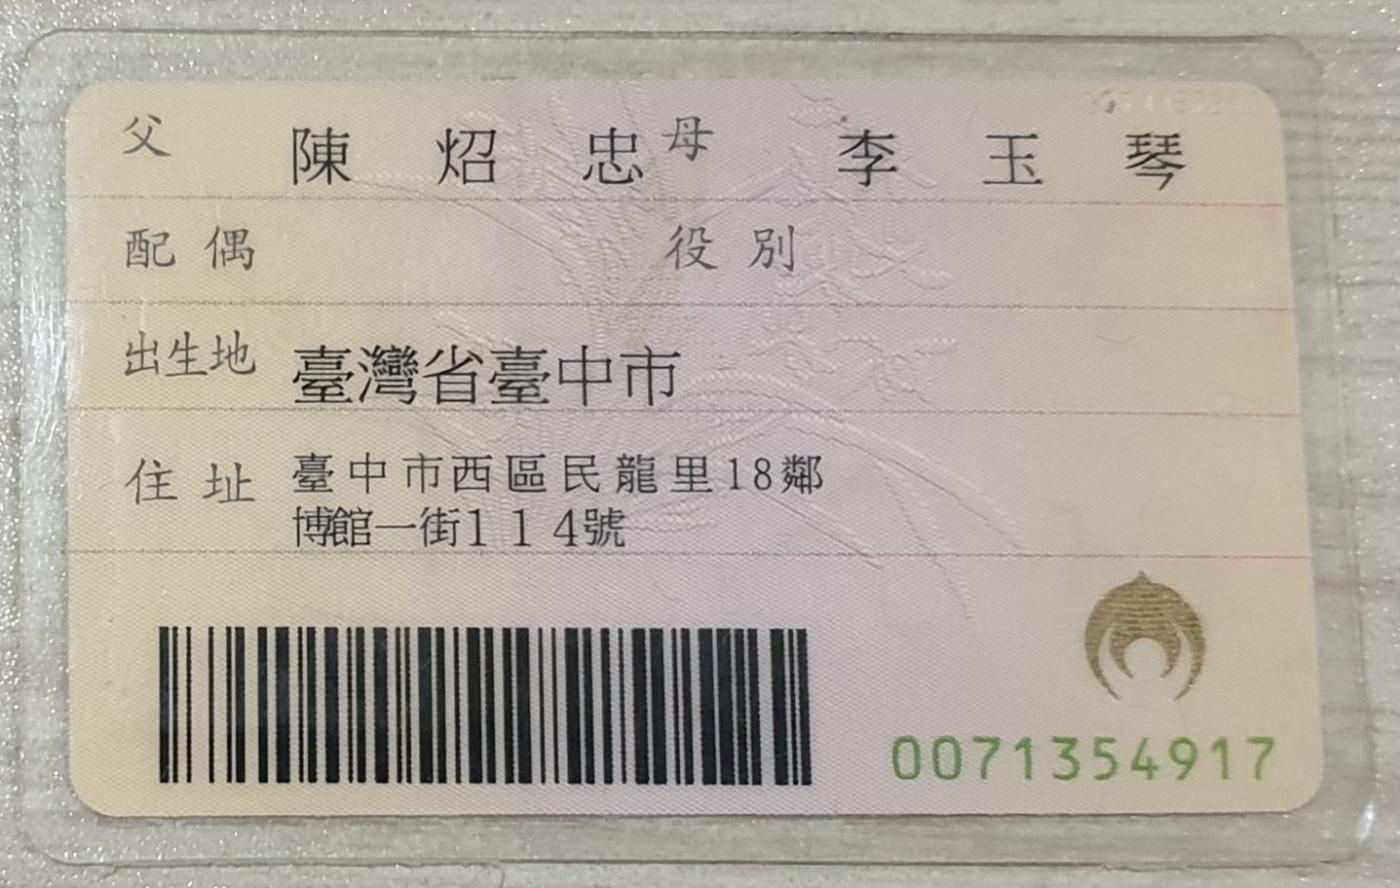 父 陳炤忠 母 李玉琴
配偶 役別
出生地 臺灣省臺中市
住址 臺中市西區民龍里18鄰
博館一街114號
0071354917